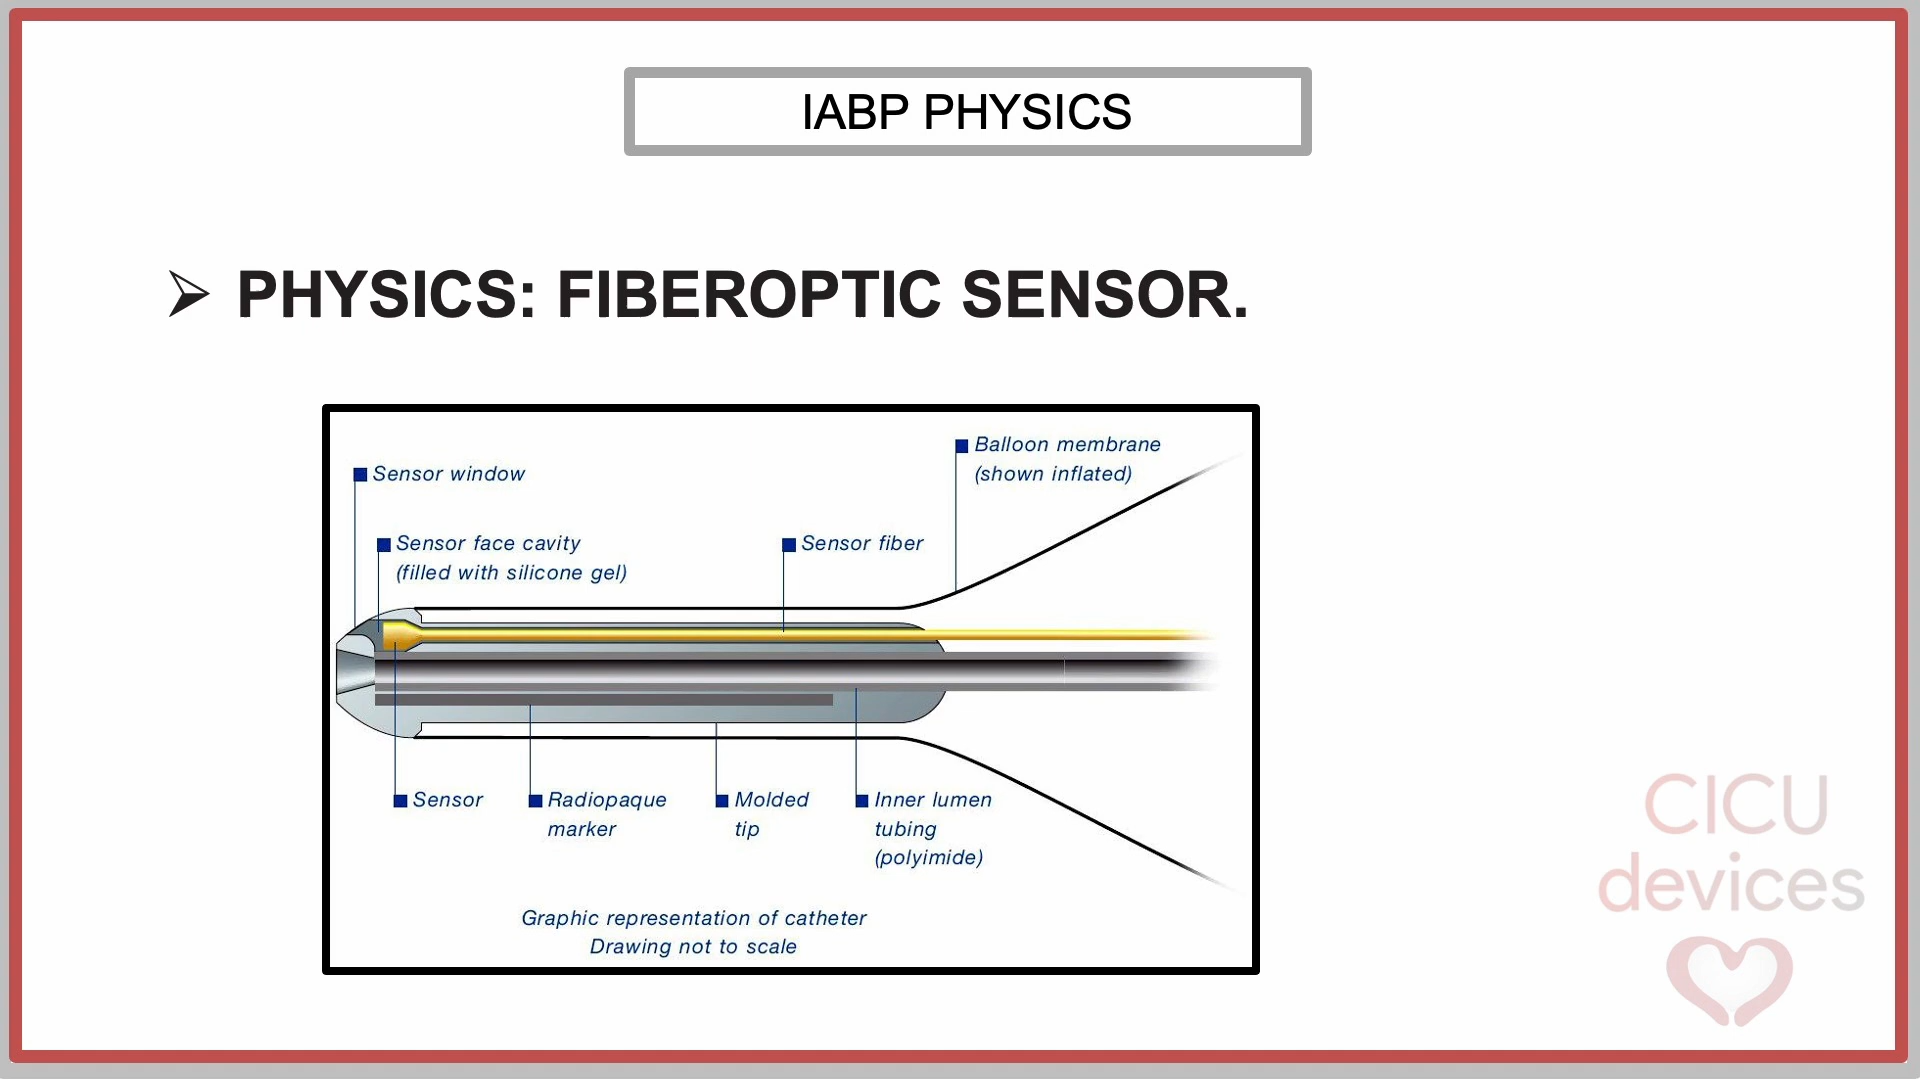 IABP PHYSICS
PHYSICS: FIBEROPTIC SENSOR.
Balloon membrane
(shown inflated)
Sensor window
Sensor face cavity
(filled with silicone gel)
Sensor fiber
Sensor
Radiopaque
marker
Molded
tip
Inner lumen
tubing
(polyimide)
Graphic representation of catheter
Drawing not to scale
CICU
devices